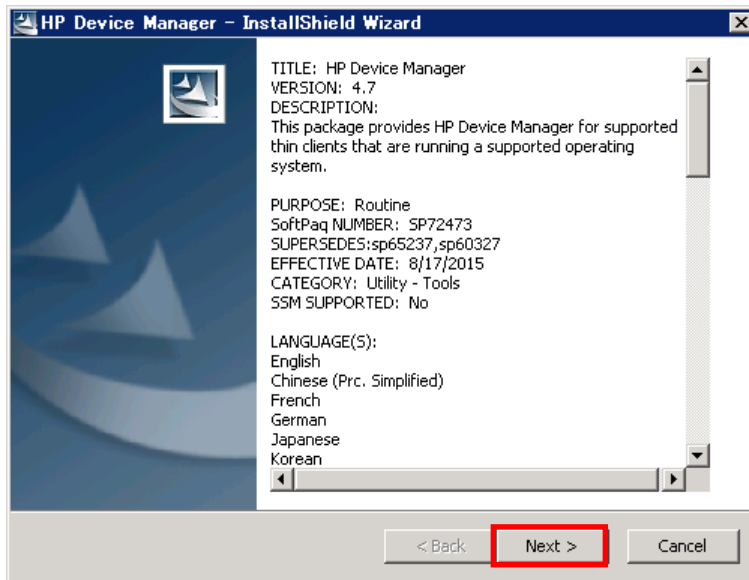 HP Device Manager - InstallShield Wizard
TITLE: HP Device Manager
VERSION: 4.7
DESCRIPTION:
This package provides HP Device Manager for supported
thin clients that are running a supported operating
system.
PURPOSE: Routine
SoftPaq NUMBER: SP72473
SUPERSEDES:sp65237,sp60327
EFFECTIVE DATE: 8/17/2015
CATEGORY: Utility - Tools
SSM SUPPORTED: No
LANGUAGE(S):
English
Chinese (Prc. Simplified)
French
German
Japanese
Korean
< Back
Next >
Cancel